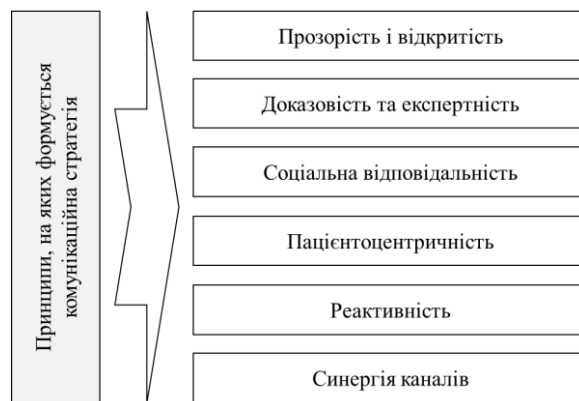 Принципи, на яких формується
комунікаційна стратегія
Прозорість і відкритість
Доказовість та експертність
Соціальна відповідальність
Пацієнтоцентричність
Реактивність
Синергія каналів